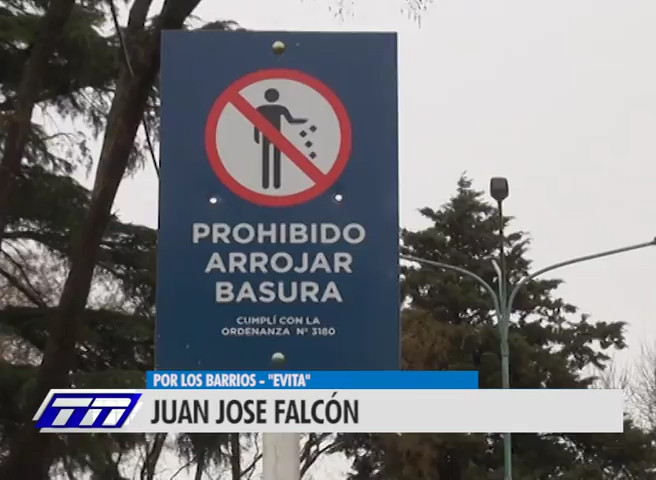 PROHIBIDO
ARROJAR
BASURA
CUMPLÍ CON LA
ORDENANZA Nº 3180
POR LOS BARRIOS - "EVITA"
JUAN JOSE FALCÓN